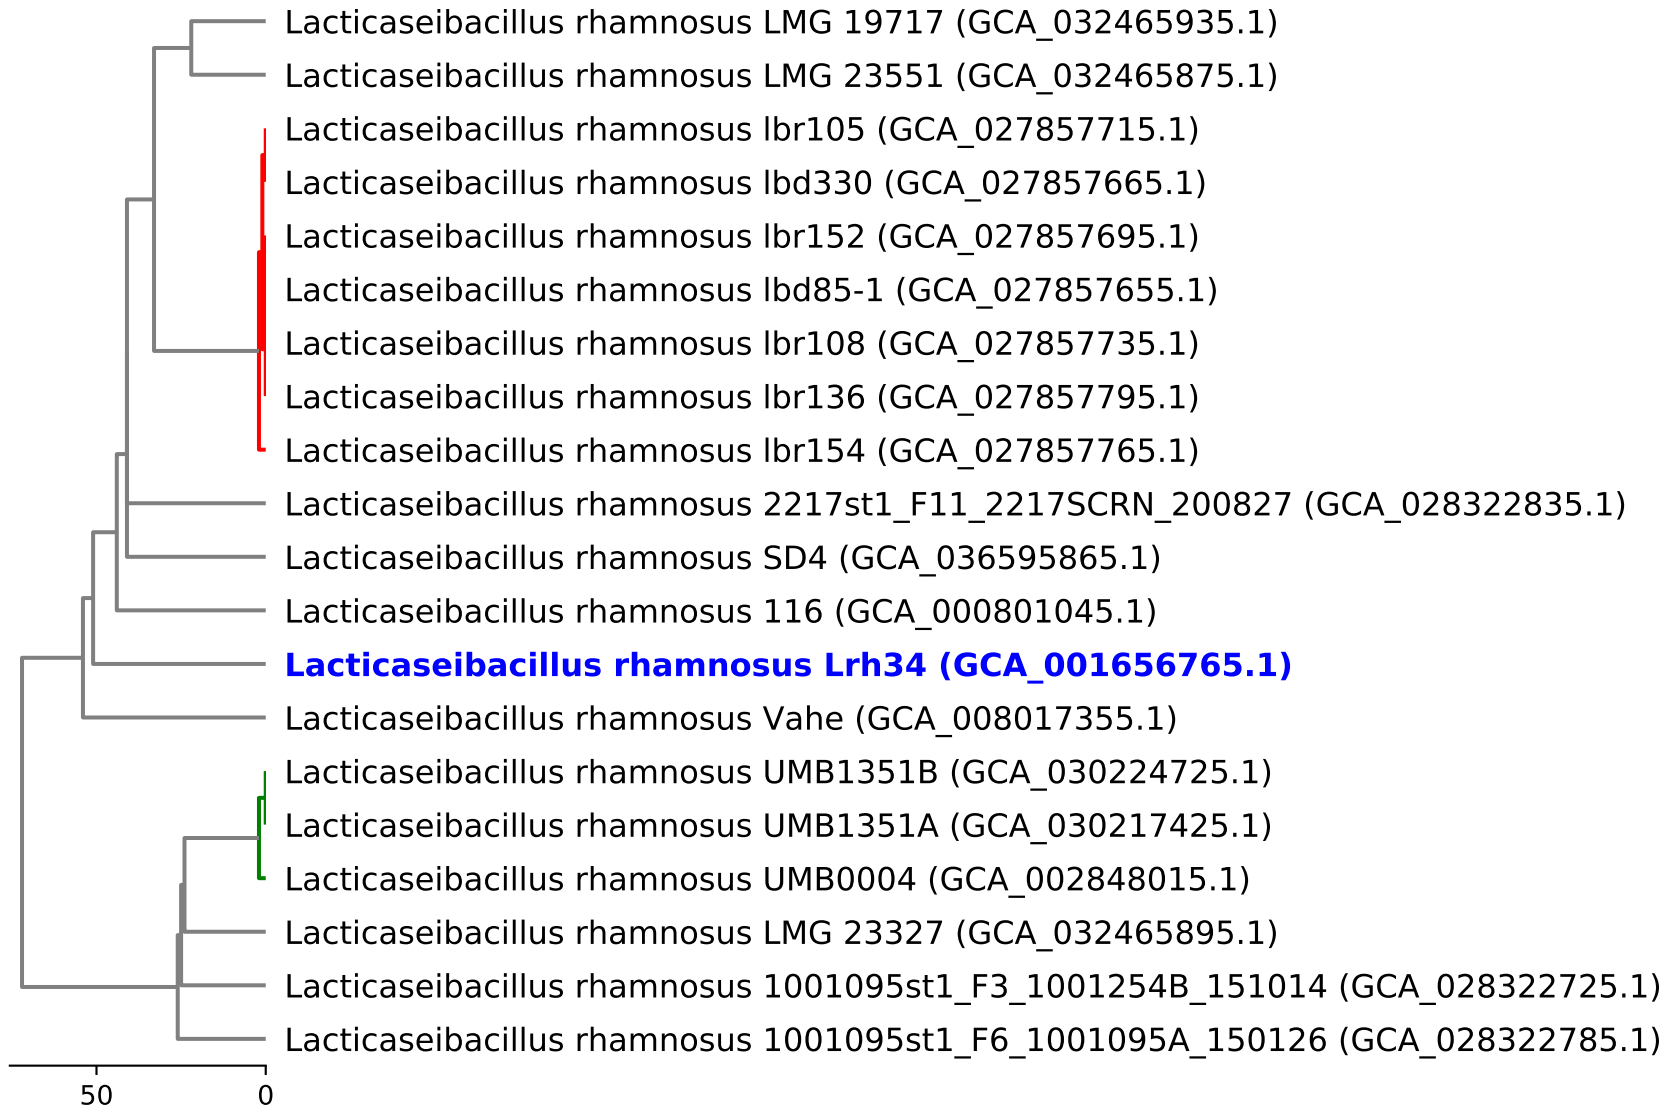 Lacticaseibacillus rhamnosus LMG 19717 (GCA_032465935.1)
Lacticaseibacillus rhamnosus LMG 23551 (GCA_032465875.1)
Lacticaseibacillus rhamnosus lbr105 (GCA_027857715.1)
Lacticaseibacillus rhamnosus lbd330 (GCA_027857665.1)
Lacticaseibacillus rhamnosus lbr152 (GCA_027857695.1)
Lacticaseibacillus rhamnosus lbd85-1 (GCA_027857655.1)
Lacticaseibacillus rhamnosus lbr108 (GCA_027857735.1)
Lacticaseibacillus rhamnosus lbr136 (GCA_027857795.1)
Lacticaseibacillus rhamnosus lbr154 (GCA_027857765.1)
Lacticaseibacillus rhamnosus 2217st1_F11_2217SCRN_200827 (GCA_028322835.1)
Lacticaseibacillus rhamnosus SD4 (GCA_036595865.1)
Lacticaseibacillus rhamnosus 116 (GCA_000801045.1)
Lacticaseibacillus rhamnosus Lrh34 (GCA_001656765.1)
Lacticaseibacillus rhamnosus Vahe (GCA_008017355.1)
Lacticaseibacillus rhamnosus UMB1351B (GCA_030224725.1)
Lacticaseibacillus rhamnosus UMB1351A (GCA_030217425.1)
Lacticaseibacillus rhamnosus UMB0004 (GCA_002848015.1)
Lacticaseibacillus rhamnosus LMG 23327 (GCA_032465895.1)
Lacticaseibacillus rhamnosus 1001095st1_F3_1001254B_151014 (GCA_028322725.1)
Lacticaseibacillus rhamnosus 1001095st1_F6_1001095A_150126 (GCA_028322785.1)
50 0